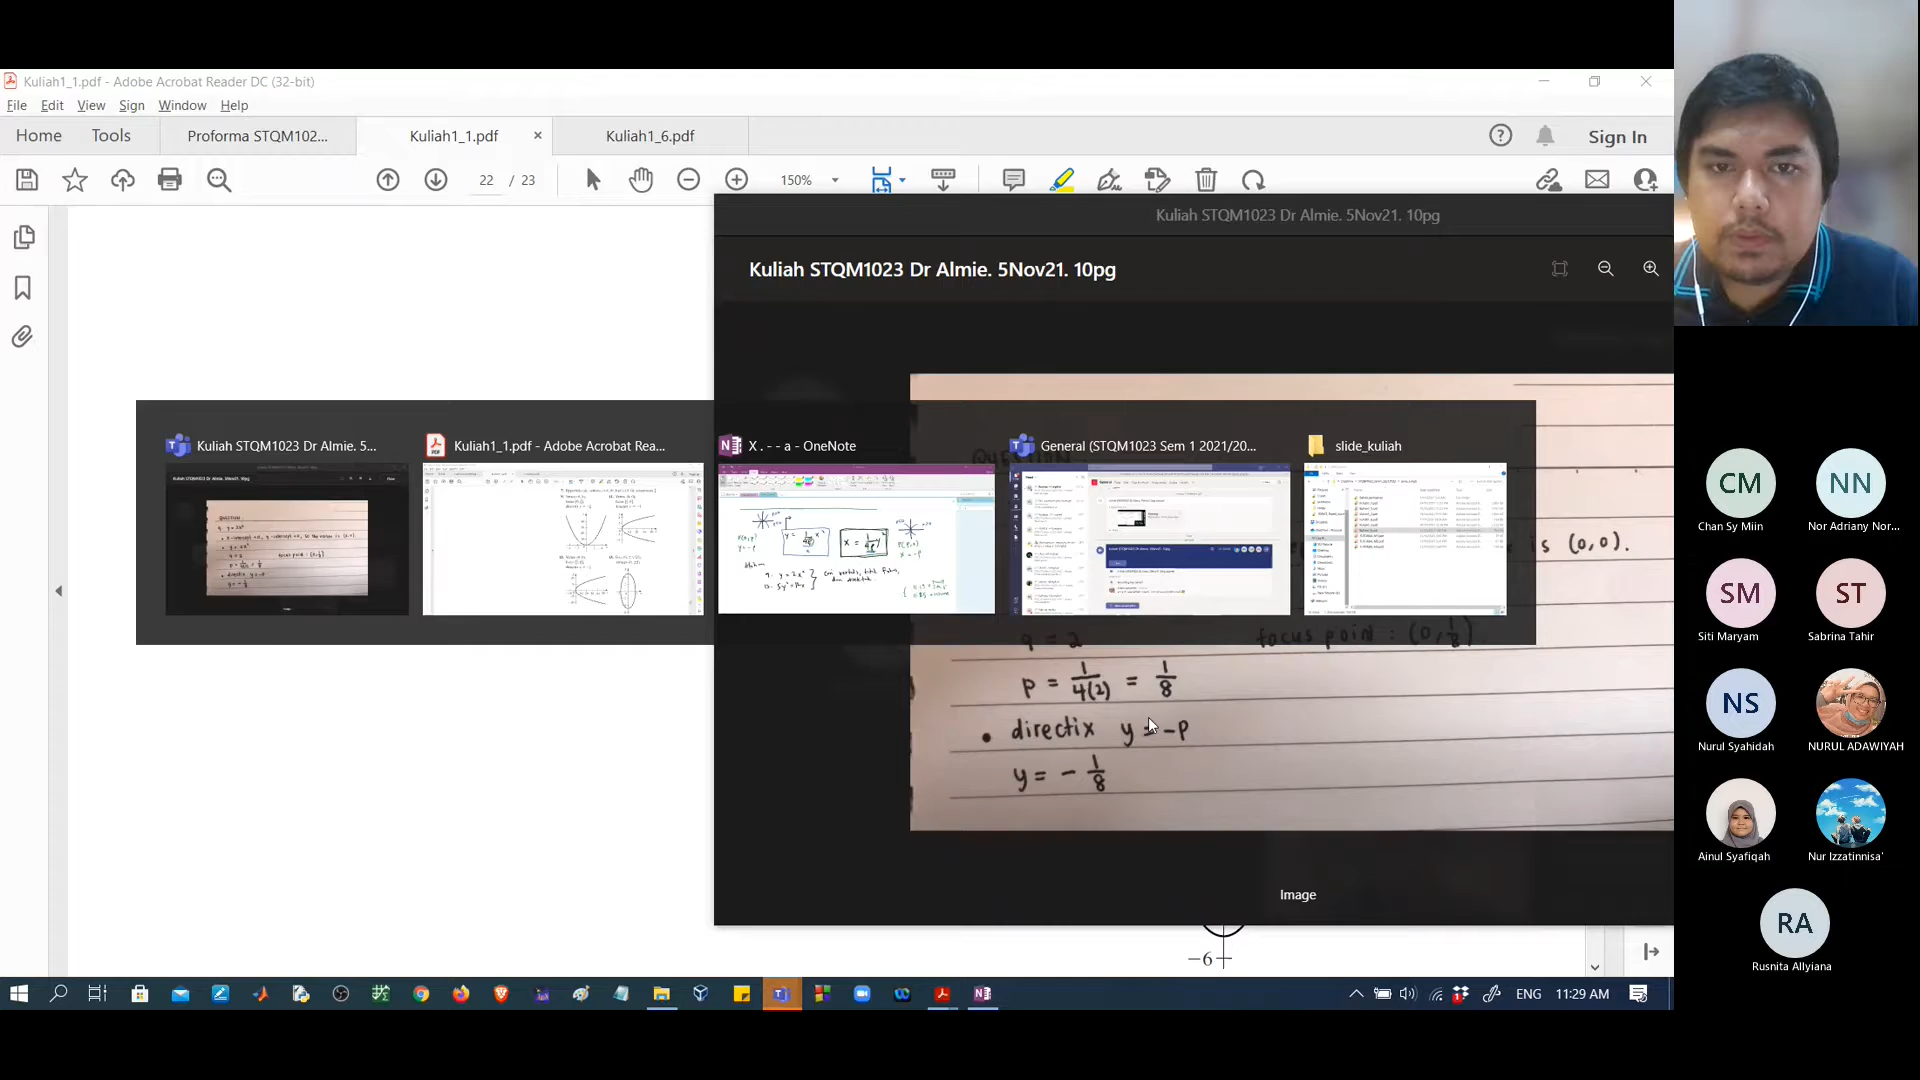 Kuliah1_1.pdf - Adobe Acrobat Reader DC (32-bit)
File Edit View Sign Window Help
Home Tools Proforma STQM102... Kuliah1_1.pdf × Kuliah1_6.pdf Sign In
22 / 23 150%
Kuliah STQM1023 Dr Almie. 5Nov21. 10pg
Kuliah STQM1023 Dr Almie. 5Nov21. 10pg
Kuliah STQM1023 Dr Almie. 5...
Kuliah1_1.pdf - Adobe Acrobat Rea...
X . - - a - OneNote
General (STQM1023 Sem 1 2021/20...
slide_kuliah
is (0,0).
q = 2
focus point : (0, 1/8)
p = 1/4(2) = 1/8
• directix y = -p
y = - 1/8
Image
-6
ENG 11:29 AM
CM
Chan Sy Miin
NN
Nor Adriany Nor...
SM
Siti Maryam
ST
Sabrina Tahir
NS
Nurul Syahidah
NURUL ADAWIYAH
Ainul Syafiqah
Nur Izzatinnisa'
RA
Rusnita Allyiana